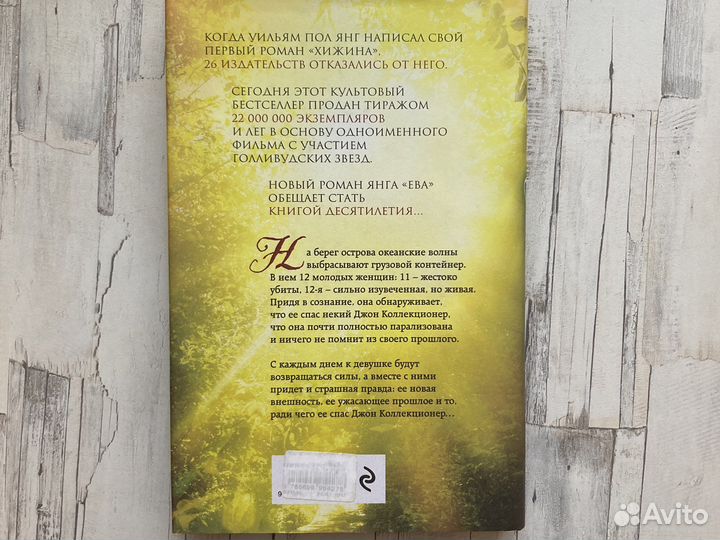 КОГДА УИЛЬЯМ ПОЛ ЯНГ НАПИСАЛ СВОЙ
ПЕРВЫЙ РОМАН «ХИЖИНА»,
26 ИЗДАТЕЛЬСТВ ОТКАЗАЛИСЬ ОТ НЕГО.
СЕГОДНЯ ЭТОТ КУЛЬТОВЫЙ
БЕСТСЕЛЛЕР ПРОДАН ТИРАЖОМ
22 000 000 ЭКЗЕМПЛЯРОВ
И ЛЕГ В ОСНОВУ ОДНОИМЕННОГО
ФИЛЬМА С УЧАСТИЕМ
ГОЛЛИВУДСКИХ ЗВЕЗД.
НОВЫЙ РОМАН ЯНГА «ЕВА»
ОБЕЩАЕТ СТАТЬ
КНИГОЙ ДЕСЯТИЛЕТИЯ...
На берег острова океанские волны
выбрасывают грузовой контейнер.
В нем 12 молодых женщин: 11 – жестоко
убиты, 12-я – сильно изувеченная, но живая.
Придя в сознание, она обнаруживает,
что ее спас некий Джон Коллекционер,
что она почти полностью парализована
и ничего не помнит из своего прошлого.
С каждым днем к девушке будут
возвращаться силы, а вместе с ними
придет и страшная правда: ее новая
внешность, ее ужасающее прошлое и то,
ради чего ее спас Джон Коллекционер...
9
Avito